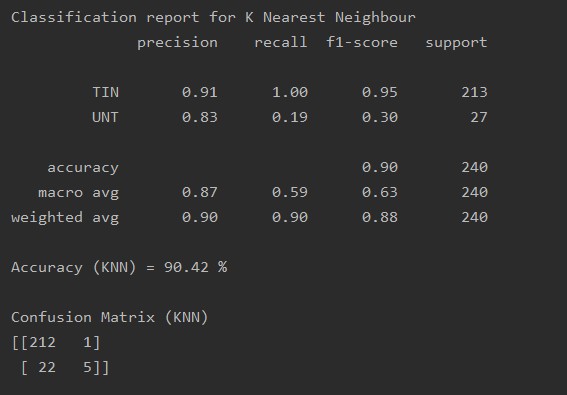 Classification report for K Nearest Neighbour
precision recall f1-score support
TIN 0.91 1.00 0.95 213
UNT 0.83 0.19 0.30 27
accuracy 0.90 240
macro avg 0.87 0.59 0.63 240
weighted avg 0.90 0.90 0.88 240
Accuracy (KNN) = 90.42 %
Confusion Matrix (KNN)
[[212 1]
[ 22 5]]